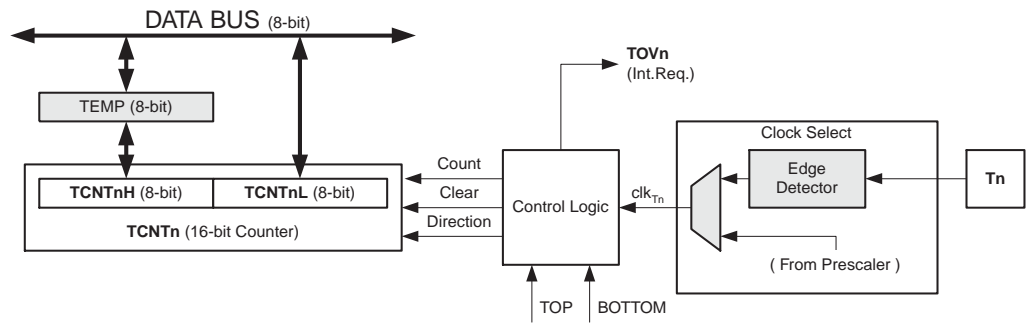 DATA BUS (8-bit)
TOVn
(Int.Req.)
TEMP (8-bit)
Clock Select
Count
Edge
Detector
Tn
TCNTnH (8-bit)
TCNTnL (8-bit)
Clear
Control Logic
clkTn
TCNTn (16-bit Counter)
Direction
( From Prescaler )
TOP
BOTTOM